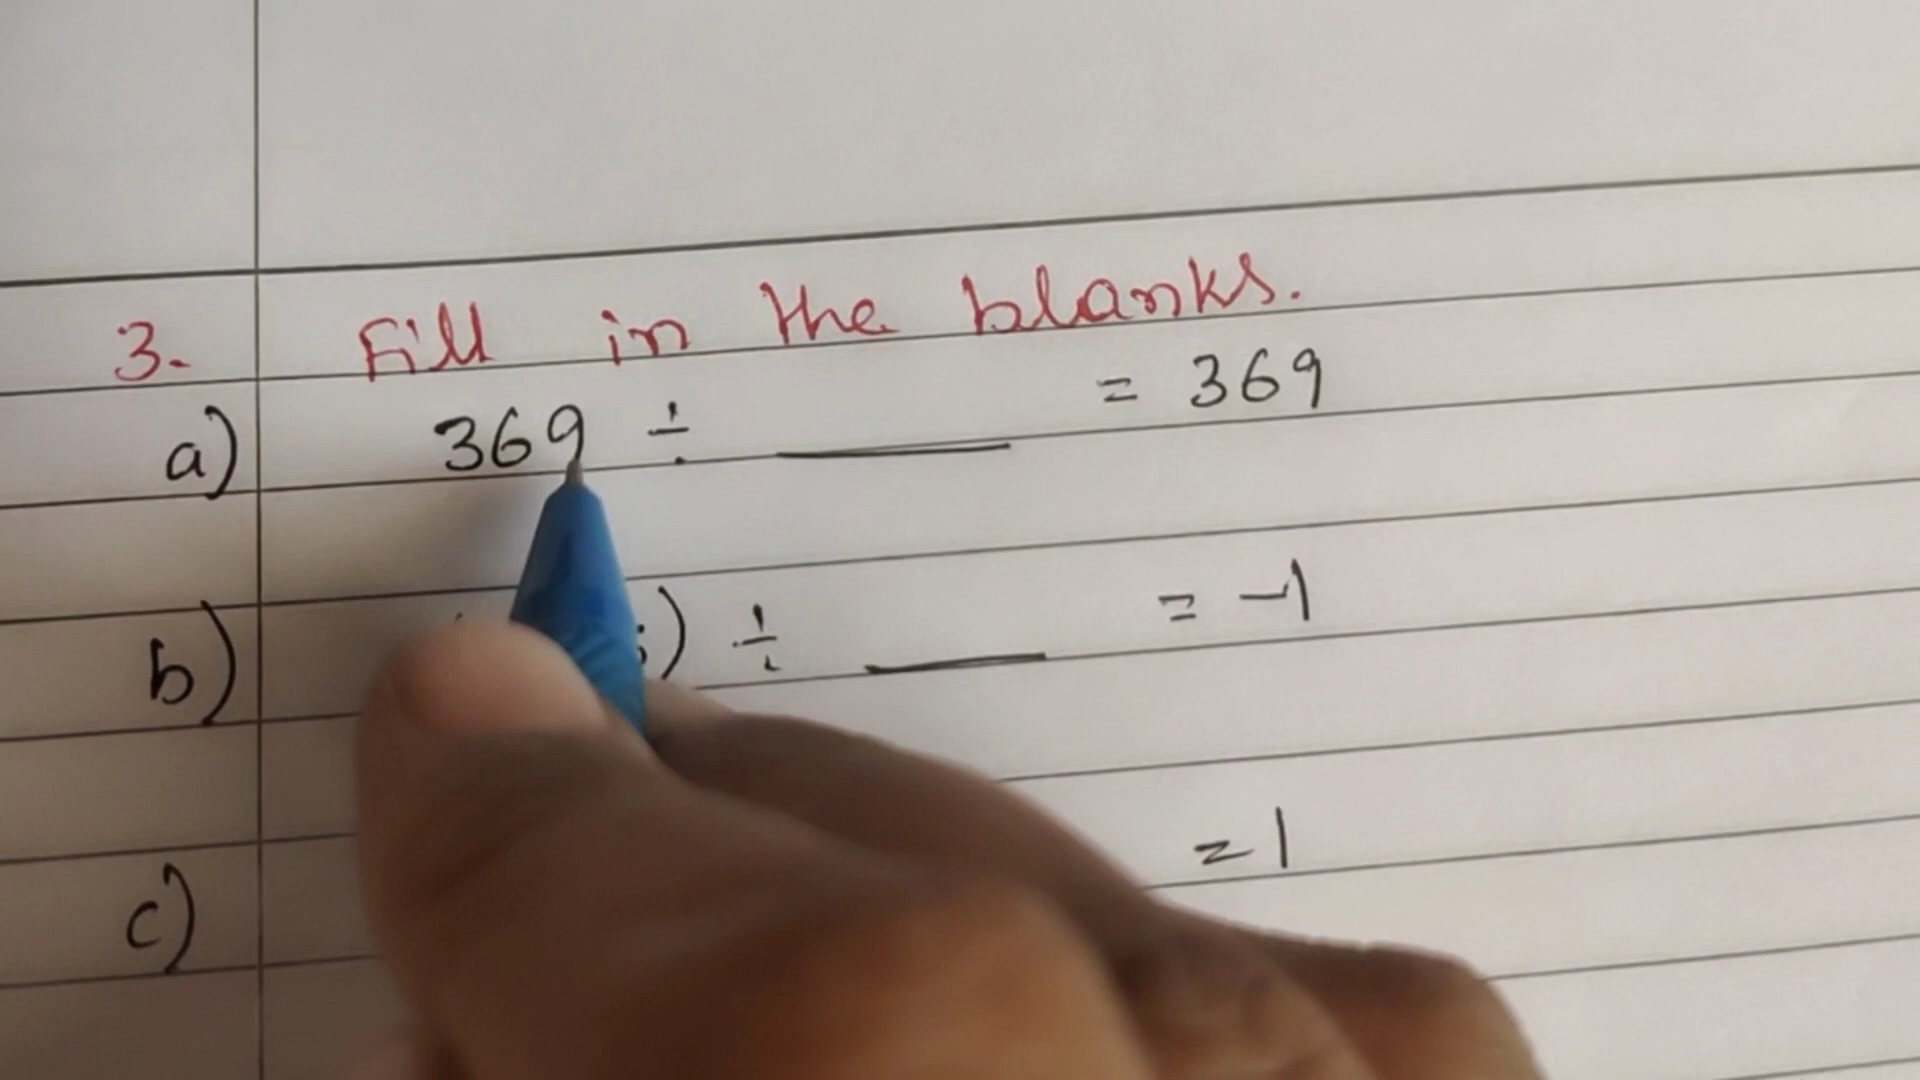 3. Fill in the blanks.
a) 369 ÷ ______ = 369
b) ) ÷ ______ = -1
c) = 1